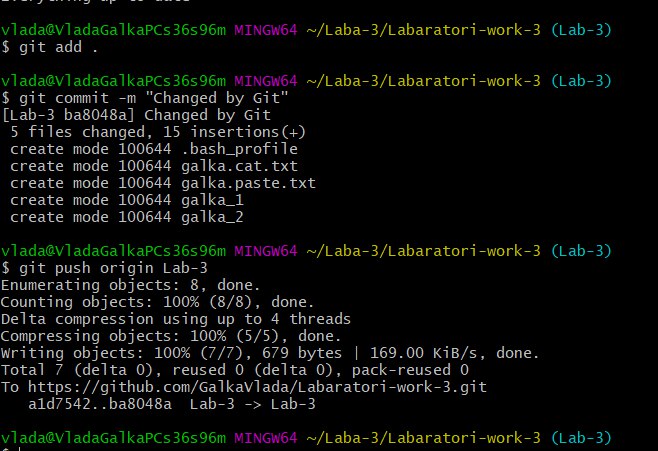 Everything up-to-date
vlada@VladaGalkaPCs36s96m MINGW64 ~/Laba-3/Labaratori-work-3 (Lab-3)
$ git add .
vlada@VladaGalkaPCs36s96m MINGW64 ~/Laba-3/Labaratori-work-3 (Lab-3)
$ git commit -m "Changed by Git"
[Lab-3 ba8048a] Changed by Git
 5 files changed, 15 insertions(+)
 create mode 100644 .bash_profile
 create mode 100644 galka.cat.txt
 create mode 100644 galka.paste.txt
 create mode 100644 galka_1
 create mode 100644 galka_2
vlada@VladaGalkaPCs36s96m MINGW64 ~/Laba-3/Labaratori-work-3 (Lab-3)
$ git push origin Lab-3
Enumerating objects: 8, done.
Counting objects: 100% (8/8), done.
Delta compression using up to 4 threads
Compressing objects: 100% (5/5), done.
Writing objects: 100% (7/7), 679 bytes | 169.00 KiB/s, done.
Total 7 (delta 0), reused 0 (delta 0), pack-reused 0
To https://github.com/GalkaVlada/Labaratori-work-3.git
   a1d7542..ba8048a  Lab-3 -> Lab-3
vlada@VladaGalkaPCs36s96m MINGW64 ~/Laba-3/Labaratori-work-3 (Lab-3)
$